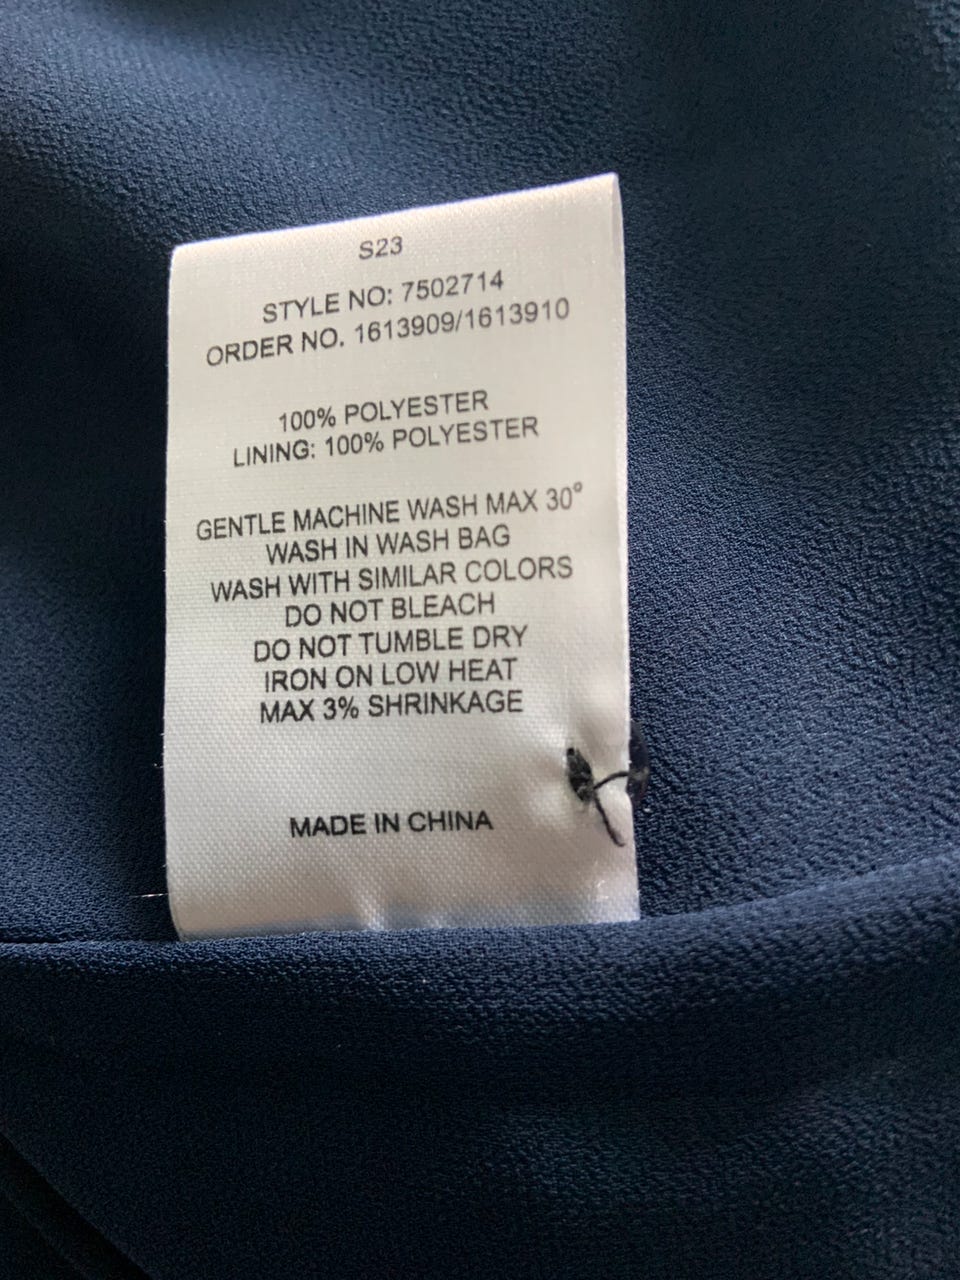 S23
STYLE NO: 7502714
ORDER NO. 1613909/1613910
100% POLYESTER
LINING: 100% POLYESTER
GENTLE MACHINE WASH MAX 30°
WASH IN WASH BAG
WASH WITH SIMILAR COLORS
DO NOT BLEACH
DO NOT TUMBLE DRY
IRON ON LOW HEAT
MAX 3% SHRINKAGE
MADE IN CHINA